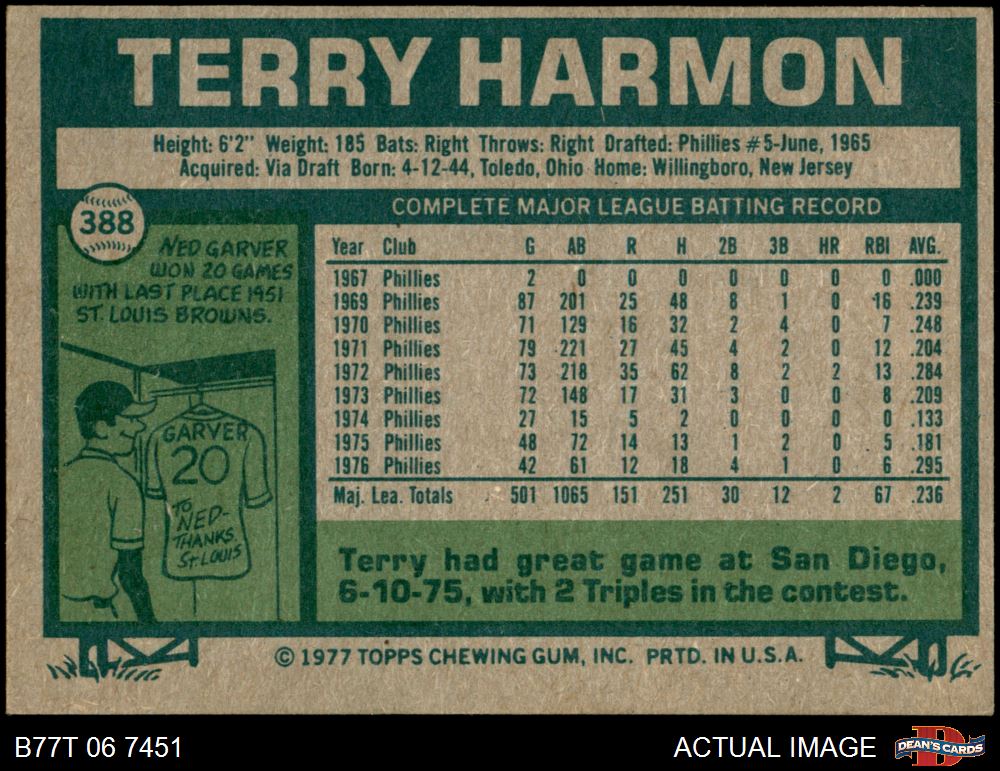 TERRY HARMON
Height: 6'2" Weight: 185 Bats: Right Throws: Right Drafted: Phillies #5-June, 1965
Acquired: Via Draft Born: 4-12-44, Toledo, Ohio Home: Willingboro, New Jersey
388
NED GARVER
WON 20 GAMES
WITH LAST PLACE 1951
ST. LOUIS BROWNS.
GARVER
20
TO
NED-
THANKS.
St. LOUIS
COMPLETE MAJOR LEAGUE BATTING RECORD
Year Club G AB R H 2B 3B HR RBI AVG.
1967 Phillies 2 0 0 0 0 0 0 0 .000
1969 Phillies 87 201 25 48 8 1 0 16 .239
1970 Phillies 71 129 16 32 2 4 0 7 .248
1971 Phillies 79 221 27 45 4 2 0 12 .204
1972 Phillies 73 218 35 62 8 2 2 13 .284
1973 Phillies 72 148 17 31 3 0 0 8 .209
1974 Phillies 27 15 5 2 0 0 0 0 .133
1975 Phillies 48 72 14 13 1 2 0 5 .181
1976 Phillies 42 61 12 18 4 1 0 6 .295
Maj. Lea. Totals 501 1065 151 251 30 12 2 67 .236
Terry had great game at San Diego,
6-10-75, with 2 Triples in the contest.
© 1977 TOPPS CHEWING GUM, INC. PRTD. IN U.S.A.
B77T 06 7451 ACTUAL IMAGE
D
DEAN'S CARDS